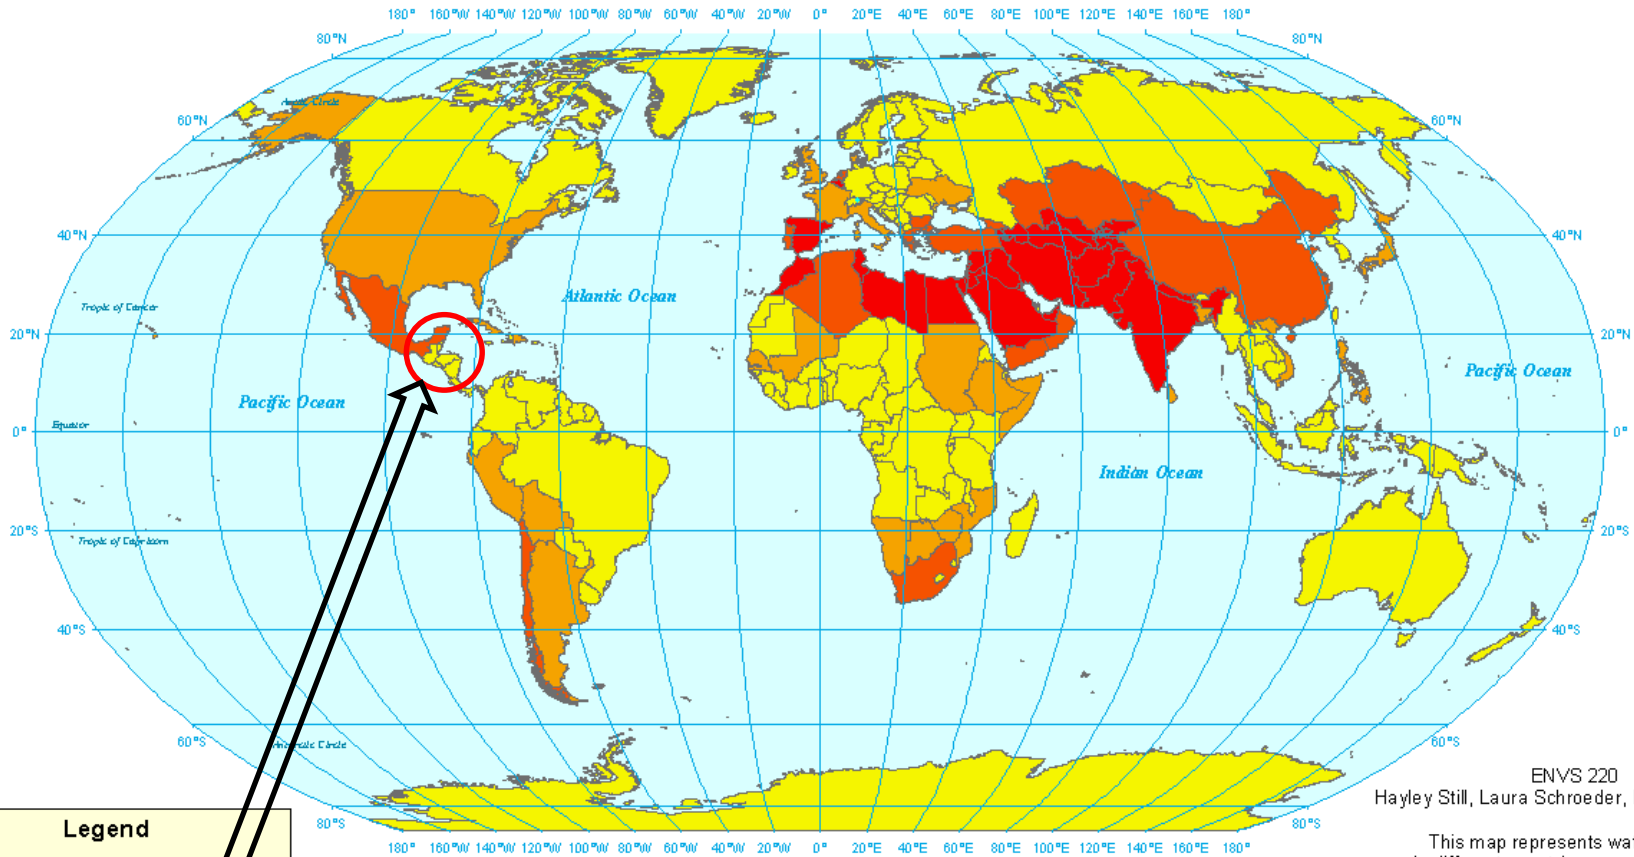 180° 160°W 140°W 120°W 100°W 80°W 60°W 40°W 20°W 0° 20°E 40°E 60°E 80°E 100°E 120°E 140°E 160°E 180°
80°N 80°N
Arctic Circle
60°N 60°N
40°N 40°N
Atlantic Ocean
Tropic of Cancer
20°N 20°N
Pacific Ocean
Pacific Ocean
Equator
0° 0°
Indian Ocean
20°S 20°S
Tropic of Capricorn
40°S 40°S
60°S 60°S
Antarctic Circle
ENVS 220
Hayley Still, Laura Schroeder,
Legend
80°S 80°S
This map represents wat
180° 160°W 140°W 120°W 100°W 80°W 60°W 40°W 20°W 0° 20°E 40°E 60°E 80°E 100°E 120°E 140°E 160°E 180°